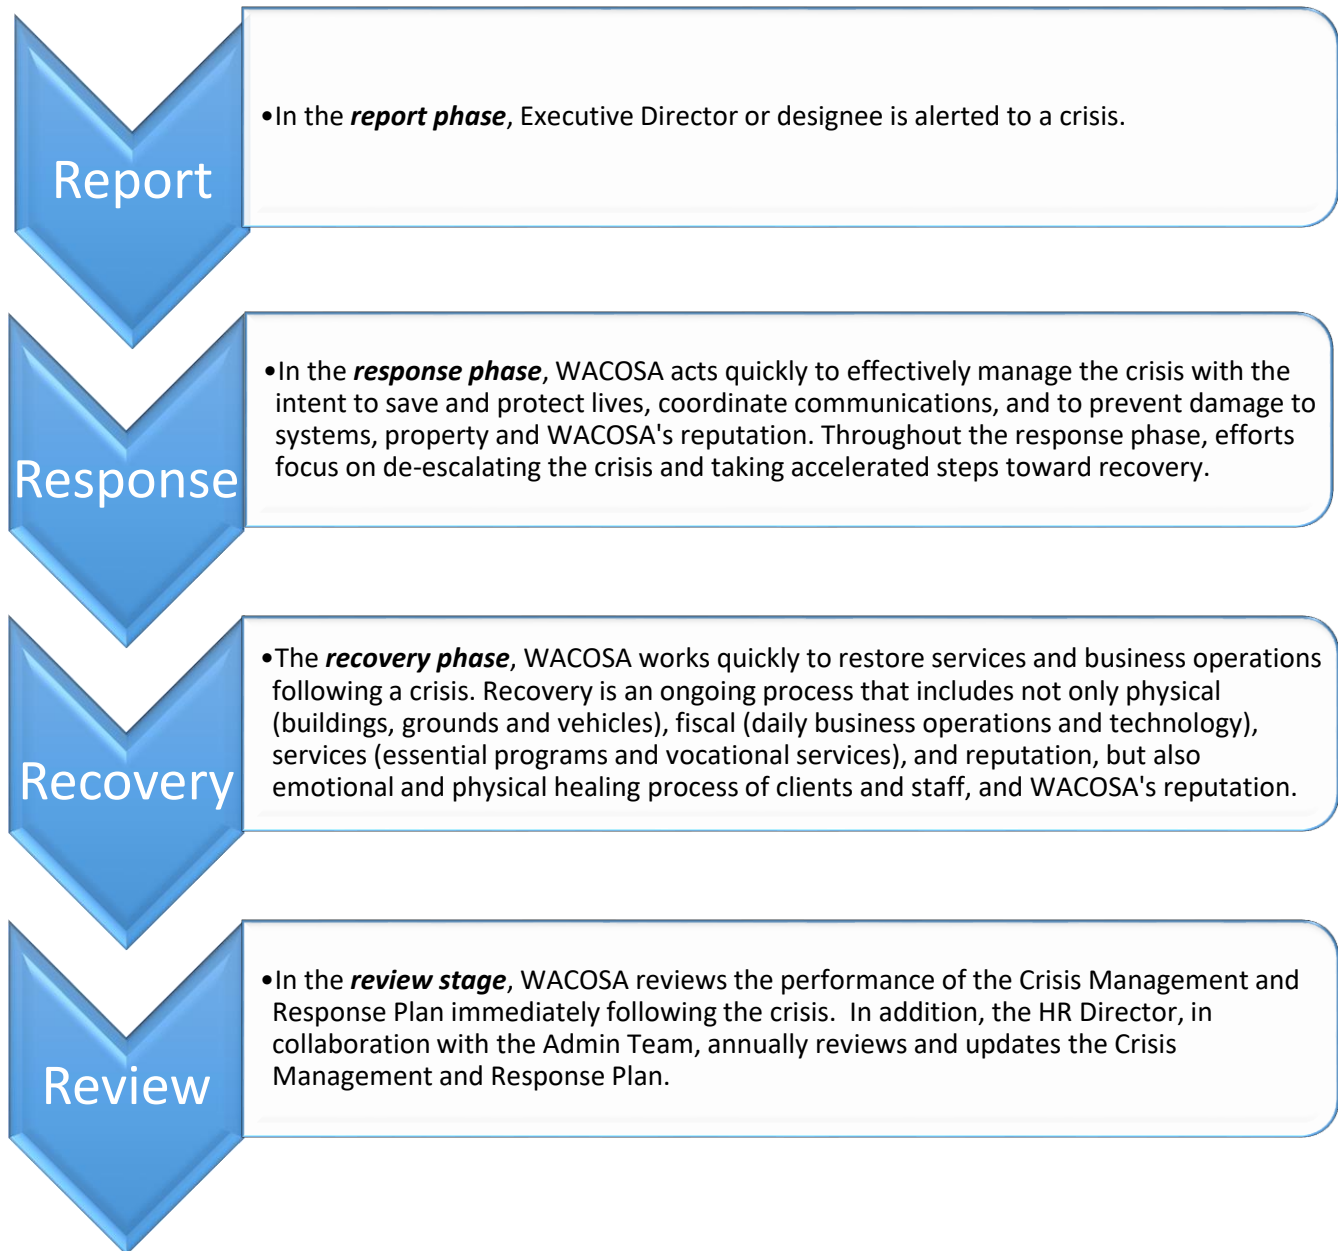 Report
•In the report phase, Executive Director or designee is alerted to a crisis.
Response
•In the response phase, WACOSA acts quickly to effectively manage the crisis with the
intent to save and protect lives, coordinate communications, and to prevent damage to
systems, property and WACOSA's reputation. Throughout the response phase, efforts
focus on de-escalating the crisis and taking accelerated steps toward recovery.
Recovery
•The recovery phase, WACOSA works quickly to restore services and business operations
following a crisis. Recovery is an ongoing process that includes not only physical
(buildings, grounds and vehicles), fiscal (daily business operations and technology),
services (essential programs and vocational services), and reputation, but also
emotional and physical healing process of clients and staff, and WACOSA's reputation.
Review
•In the review stage, WACOSA reviews the performance of the Crisis Management and
Response Plan immediately following the crisis.  In addition, the HR Director, in
collaboration with the Admin Team, annually reviews and updates the Crisis
Management and Response Plan.